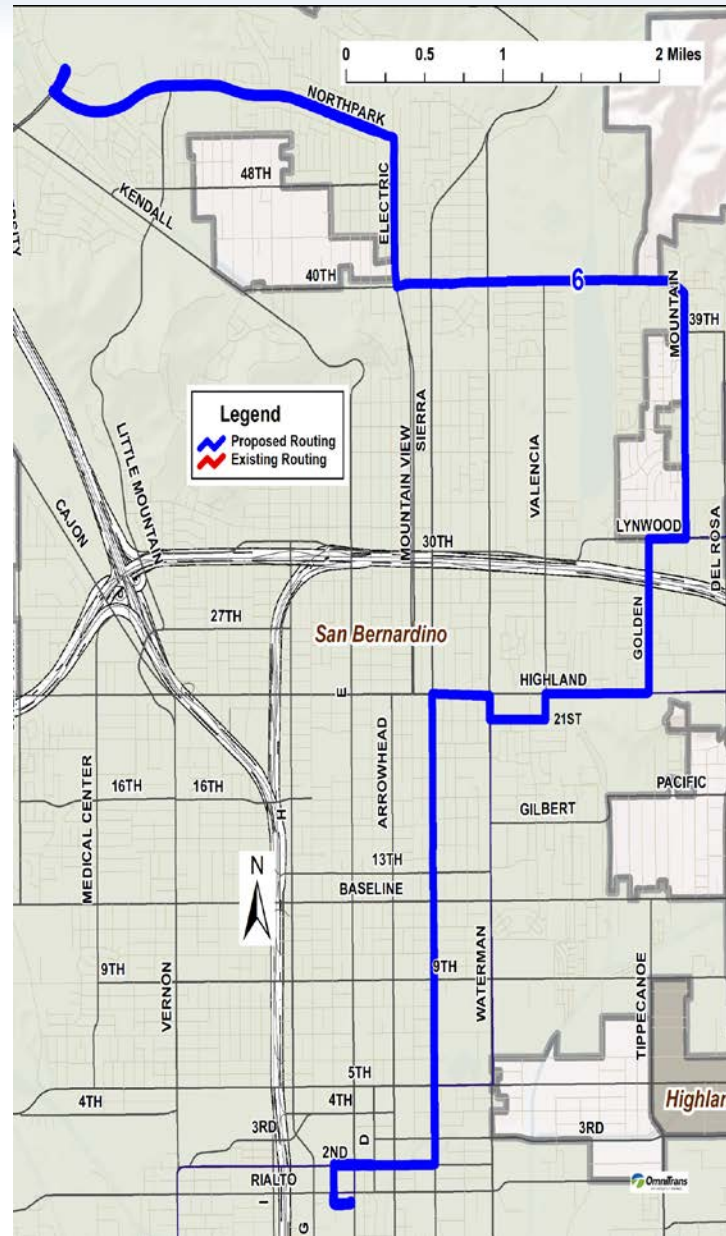 0 0.5 1 2 Miles
NORTHPARK
ELECTRIC
48TH
KENDALL
40TH
6
MOUNTAIN
39TH
Legend
Proposed Routing
Existing Routing
LITTLE MOUNTAIN
CAJON
MOUNTAIN VIEW
SIERRA
VALENCIA
LYNWOOD
DEL ROSA
30TH
27TH
San Bernardino
GOLDEN
HIGHLAND
E
21ST
MEDICAL CENTER
16TH
16TH
ARROWHEAD
PACIFIC
GILBERT
H
13TH
N
BASELINE
9TH
9TH
VERNON
WATERMAN
TIPPECANOE
5TH
4TH
4TH
3RD
D
3RD
2ND
RIALTO
I
G
OmniTrans